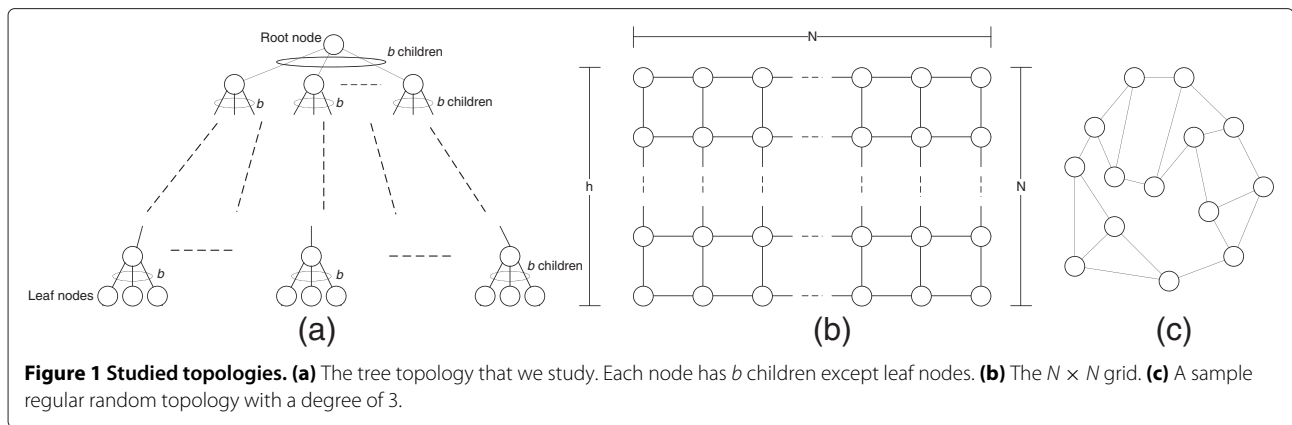 Root node
b children
b
b
b children
b
b
b children
Leaf nodes
h
N
N
(a)
(b)
(c)
Figure 1 Studied topologies. (a) The tree topology that we study. Each node has b children except leaf nodes. (b) The N × N grid. (c) A sample
regular random topology with a degree of 3.